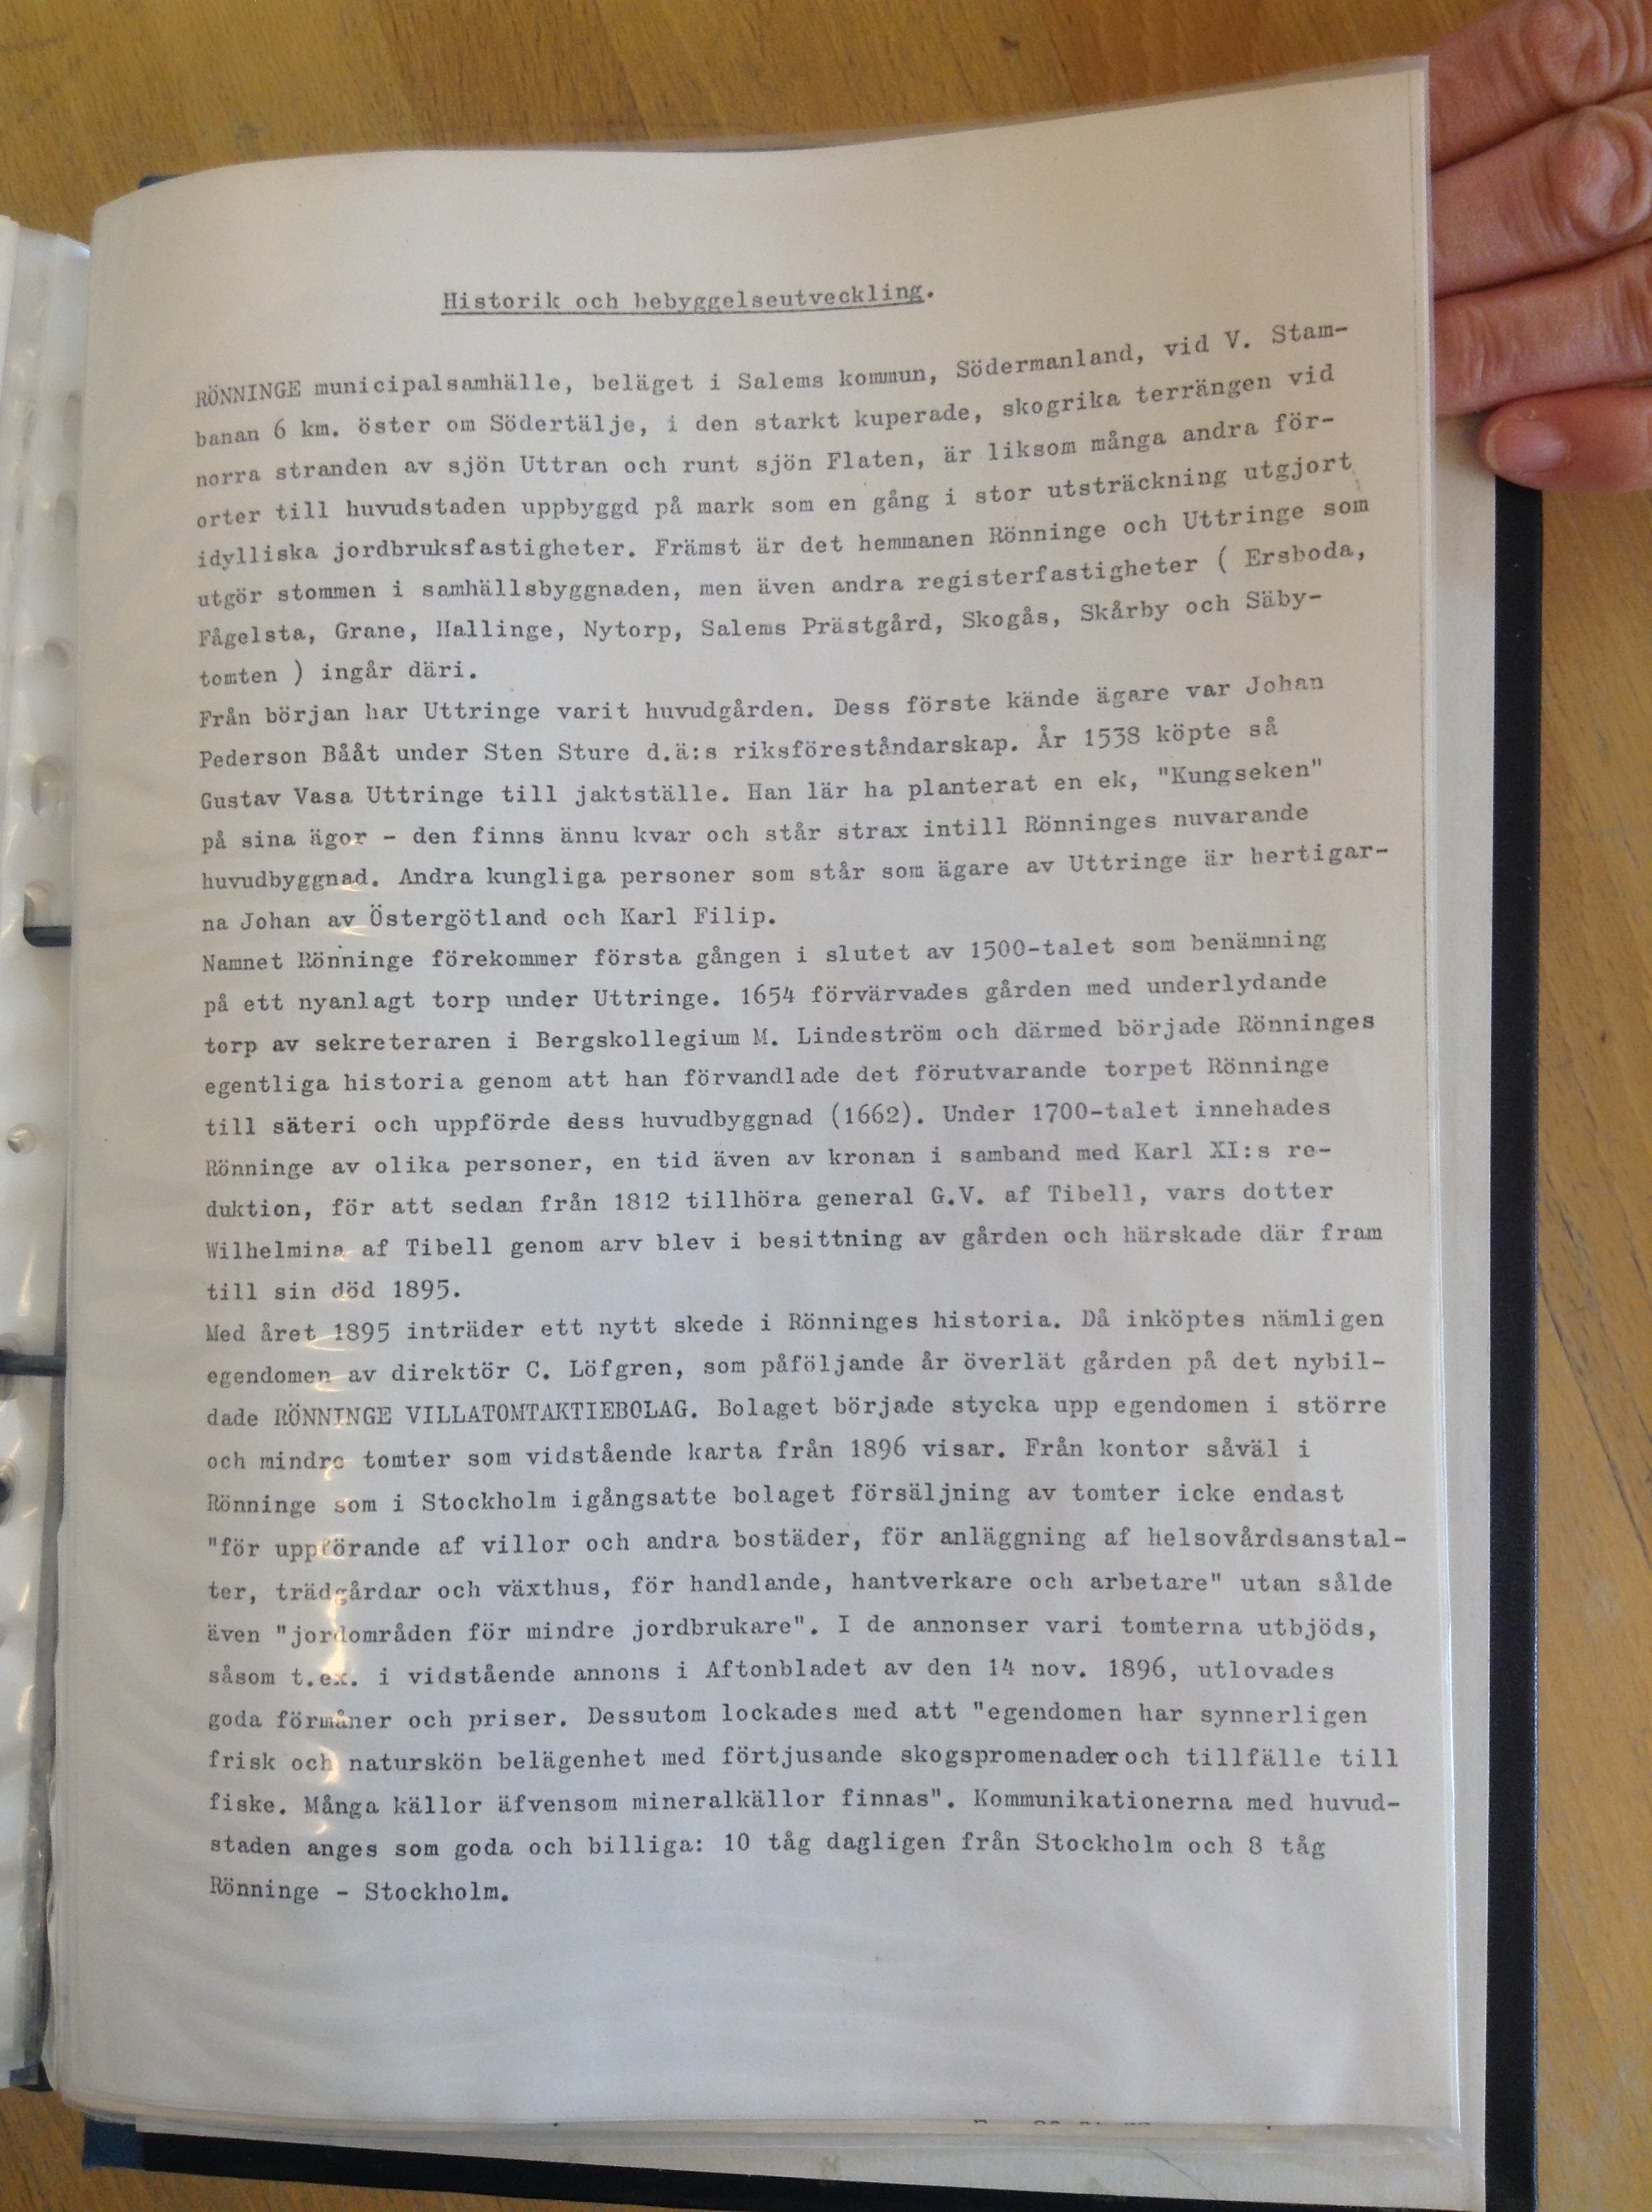 Historik och bebyggelseutveckling.
RÖNNINGE municipalsamhälle, beläget i Salems kommun, Södermanland, vid V. Stam-
banan 6 km. öster om Södertälje, i den starkt kuperade, skogrika terrängen vid
norra stranden av sjön Uttran och runt sjön Flaten, är liksom många andra för-
orter till huvudstaden uppbyggd på mark som en gång i stor utsträckning utgjort
idylliska jordbruksfastigheter. Främst är det hemmanen Rönninge och Uttringe som
utgör stommen i samhällsbyggnaden, men även andra registerfastigheter ( Ersboda,
Fågelsta, Grane, Hallinge, Nytorp, Salems Prästgård, Skogås, Skårby och Säby-
tomten ) ingår däri.
Från början har Uttringe varit huvudgården. Dess förste kände ägare var Johan
Pederson Bååt under Sten Sture d.ä:s riksföreståndarskap. År 1538 köpte så
Gustav Vasa Uttringe till jaktställe. Han lär ha planterat en ek, "Kungseken"
på sina ägor - den finns ännu kvar och står strax intill Rönninges nuvarande
huvudbyggnad. Andra kungliga personer som står som ägare av Uttringe är hertigar-
na Johan av Östergötland och Karl Filip.
Namnet Rönninge förekommer första gången i slutet av 1500-talet som benämning
på ett nyanlagt torp under Uttringe. 1654 förvärvades gården med underlydande
torp av sekreteraren i Bergskollegium M. Lindeström och därmed började Rönninges
egentliga historia genom att han förvandlade det förutvarande torpet Rönninge
till säteri och uppförde dess huvudbyggnad (1662). Under 1700-talet innehades
Rönninge av olika personer, en tid även av kronan i samband med Karl XI:s re-
duktion, för att sedan från 1812 tillhöra general G.V. af Tibell, vars dotter
Wilhelmina af Tibell genom arv blev i besittning av gården och härskade där fram
till sin död 1895.
Med året 1895 inträder ett nytt skede i Rönninges historia. Då inköptes nämligen
egendomen av direktör C. Löfgren, som påföljande år överlät gården på det nybil-
dade RÖNNINGE VILLATOMTAKTIEBOLAG. Bolaget började stycka upp egendomen i större
och mindre tomter som vidstående karta från 1896 visar. Från kontor såväl i
Rönninge som i Stockholm igångsatte bolaget försäljning av tomter icke endast
"för uppförande af villor och andra bostäder, för anläggning af helsovårdsanstal-
ter, trädgårdar och växthus, för handlande, hantverkare och arbetare" utan sålde
även "jordområden för mindre jordbrukare". I de annonser vari tomterna utbjöds,
såsom t.ex. i vidstående annons i Aftonbladet av den 14 nov. 1896, utlovades
goda förmåner och priser. Dessutom lockades med att "egendomen har synnerligen
frisk och naturskön belägenhet med förtjusande skogspromenader och tillfälle till
fiske. Många källor äfvensom mineralkällor finnas". Kommunikationerna med huvud-
staden anges som goda och billiga: 10 tåg dagligen från Stockholm och 8 tåg
Rönninge - Stockholm.